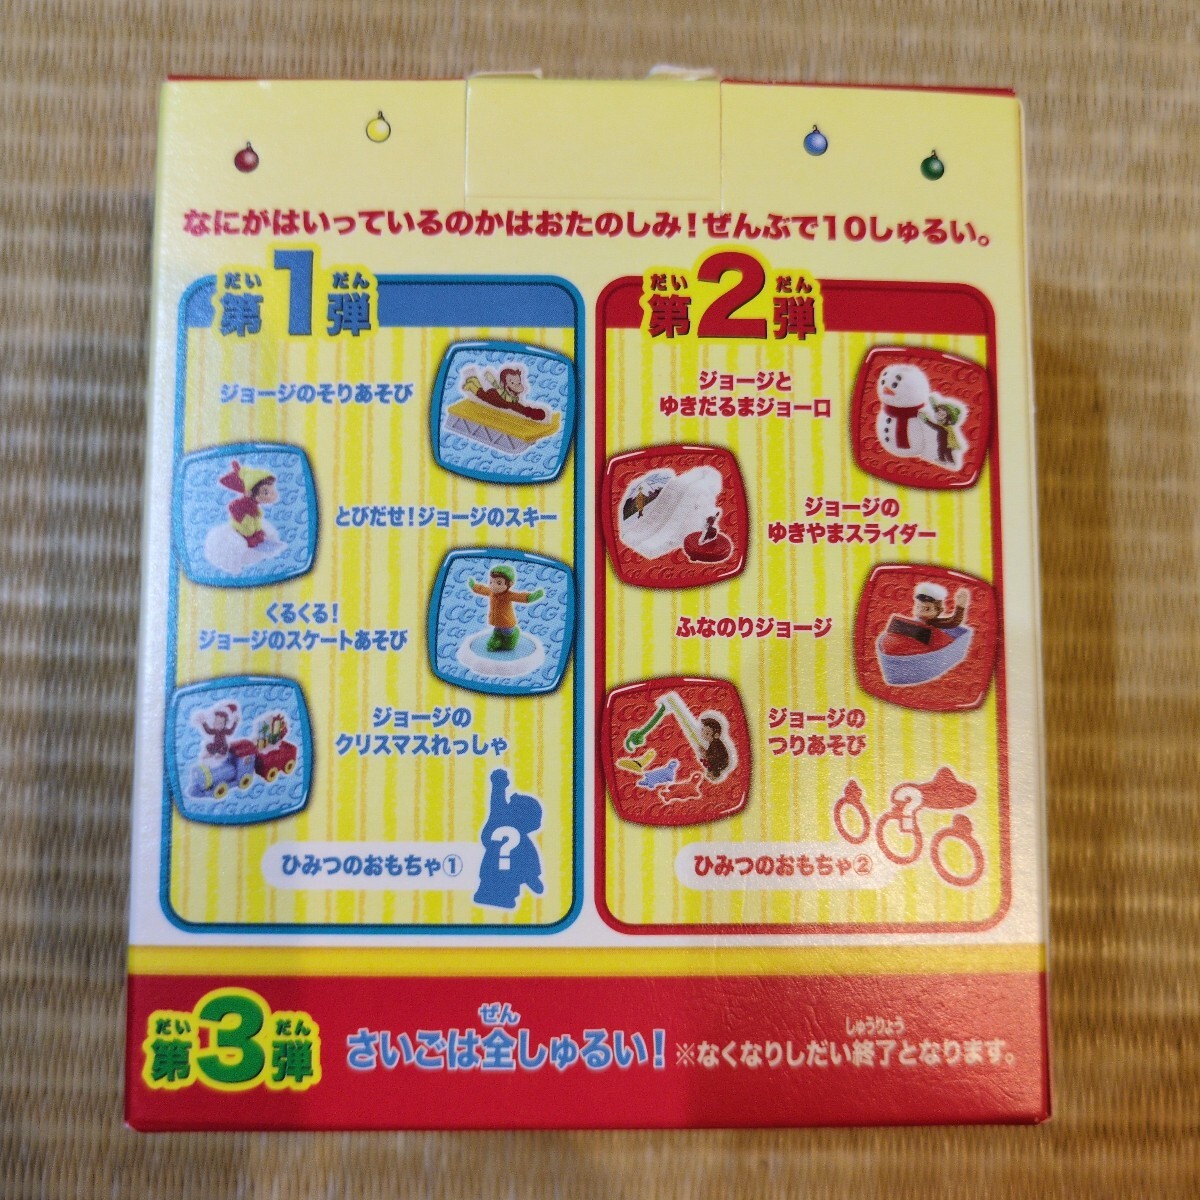 なにがはいっているのかはおたのしみ！ぜんぶで10しゅるい。
だい だん
第1弾
ジョージのそりあそび
とびだせ！ジョージのスキー
くるくる！
ジョージのスケートあそび
ジョージの
クリスマスれっしゃ
?
ひみつのおもちゃ①
だい だん
第2弾
ジョージと
ゆきだるまジョーロ
ジョージの
ゆきやまスライダー
ふなのりジョージ
ジョージの
つりあそび
?
ひみつのおもちゃ②
だい だん
第3弾
ぜん
さいごは全しゅるい！
しゅうりょう
※なくなりしだい終了となります。